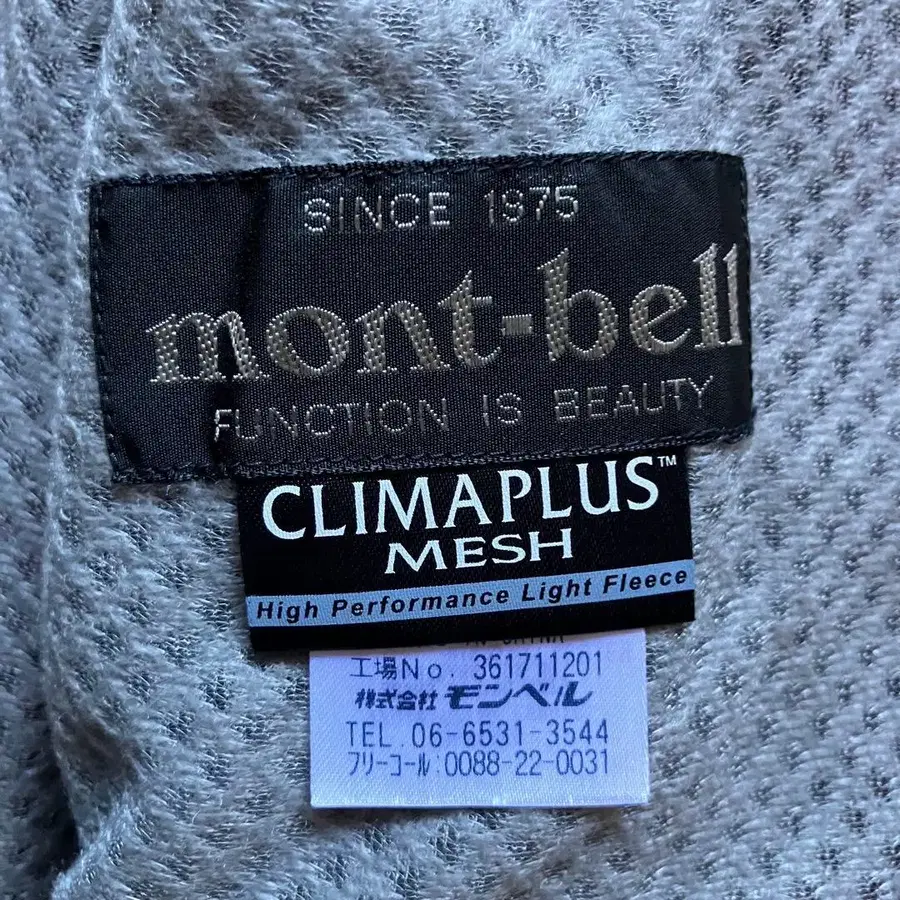 SINCE 1975
mont-bell
FUNCTION IS BEAUTY
CLIMAPLUS™
MESH
High Performance Light Fleece
IN CHINA
工場No. 361711201
株式会社 モンベル
TEL. 06-6531-3544
フリーコール:0088-22-0031